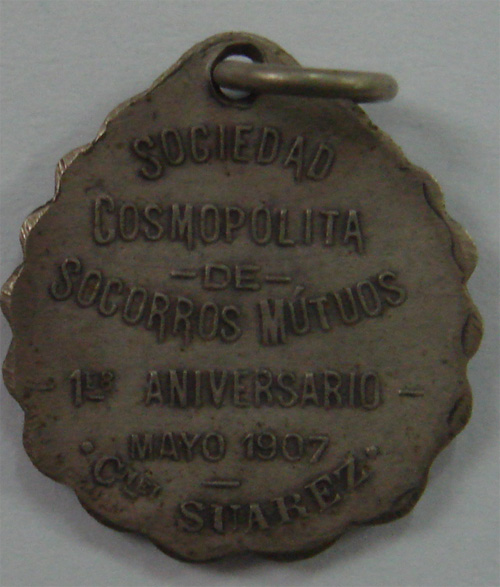 SOCIEDAD
COSMOPOLITA
-DE-
SOCORROS MÚTUOS
- 1ER ANIVERSARIO -
MAYO 1907
· CNEL SUAREZ ·